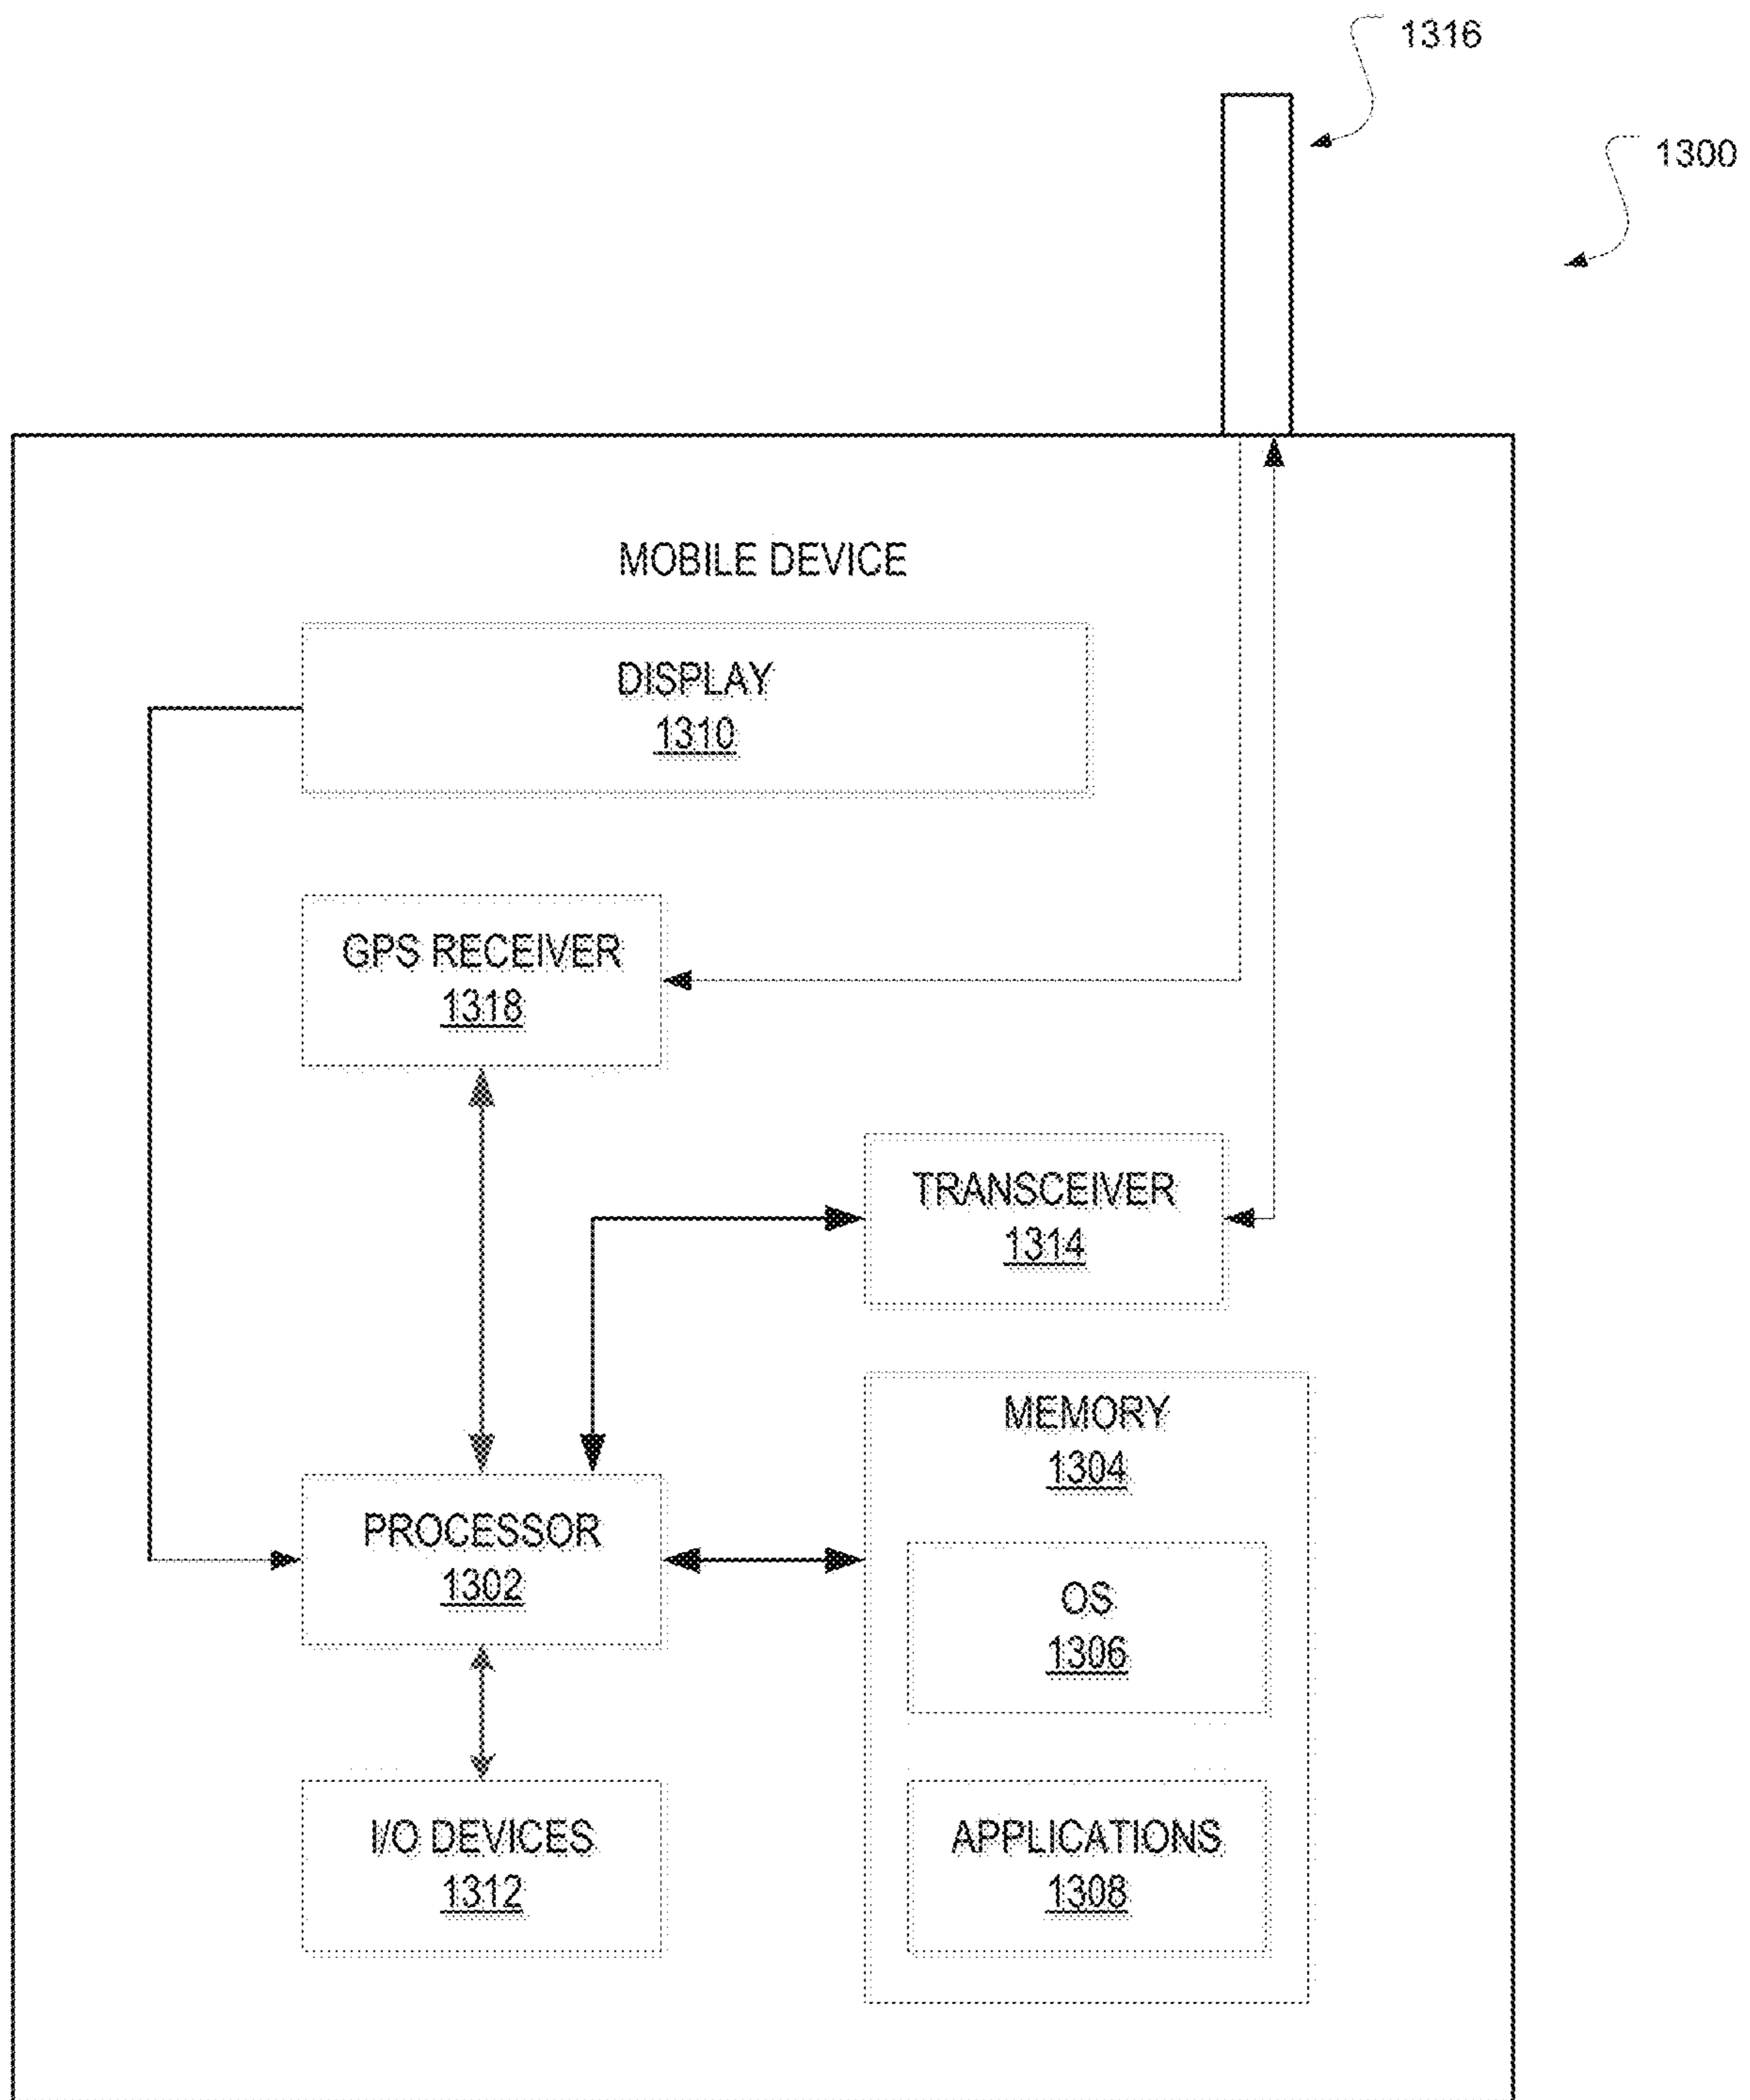 1316
1300
MOBILE DEVICE
DISPLAY
1310
GPS RECEIVER
1318
TRANSCEIVER
1314
MEMORY
1304
PROCESSOR
1302
OS
1306
I/O DEVICES
1312
APPLICATIONS
1308